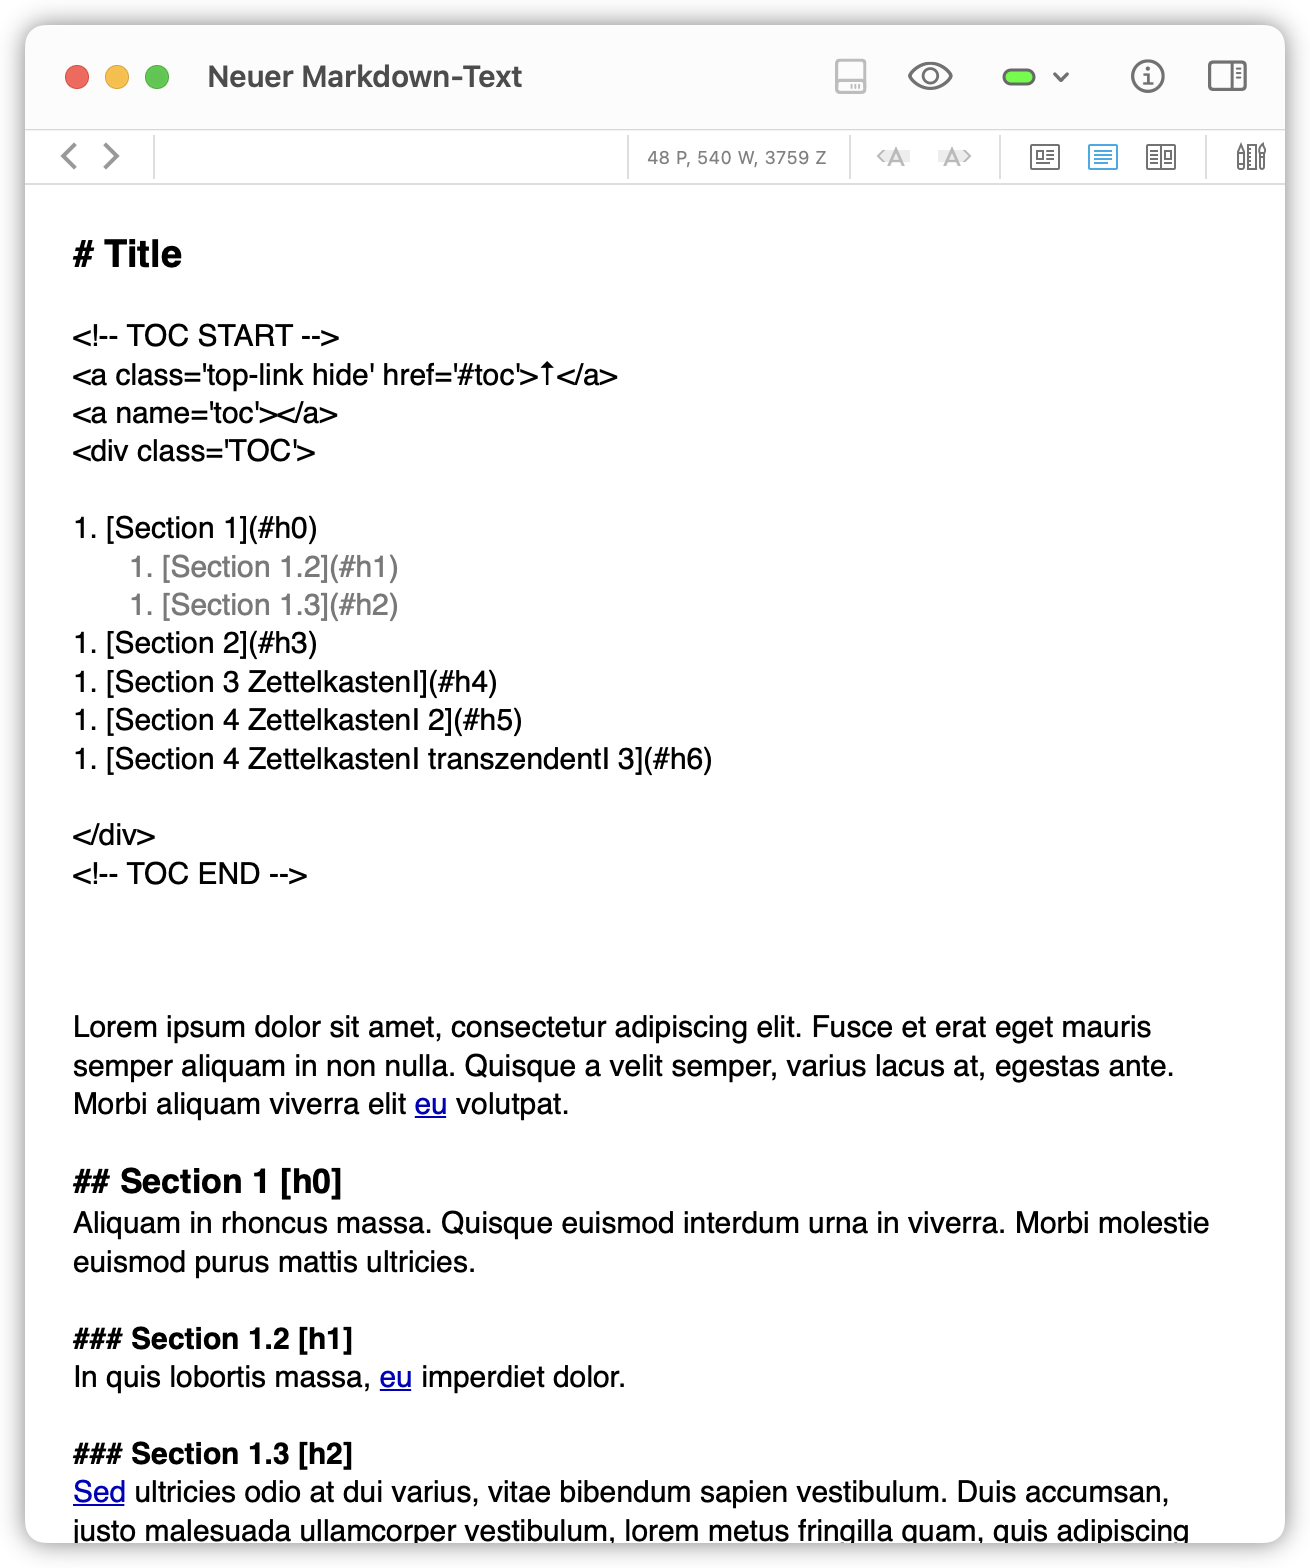 Neuer Markdown-Text
48 P, 540 W, 3759 Z
# Title
<!-- TOC START -->
<a class='top-link hide' href='#toc'>↑</a>
<a name='toc'></a>
<div class='TOC'>
1. [Section 1](#h0)
1. [Section 1.2](#h1)
1. [Section 1.3](#h2)
1. [Section 2](#h3)
1. [Section 3 Zettelkastenl](#h4)
1. [Section 4 Zettelkastenl 2](#h5)
1. [Section 4 Zettelkastenl transzendentl 3](#h6)
</div>
<!-- TOC END -->
Lorem ipsum dolor sit amet, consectetur adipiscing elit. Fusce et erat eget mauris
semper aliquam in non nulla. Quisque a velit semper, varius lacus at, egestas ante.
Morbi aliquam viverra elit eu volutpat.
## Section 1 [h0]
Aliquam in rhoncus massa. Quisque euismod interdum urna in viverra. Morbi molestie
euismod purus mattis ultricies.
### Section 1.2 [h1]
In quis lobortis massa, eu imperdiet dolor.
### Section 1.3 [h2]
Sed ultricies odio at dui varius, vitae bibendum sapien vestibulum. Duis accumsan,
justo malesuada ullamcorper vestibulum, lorem metus fringilla quam, quis adipiscing